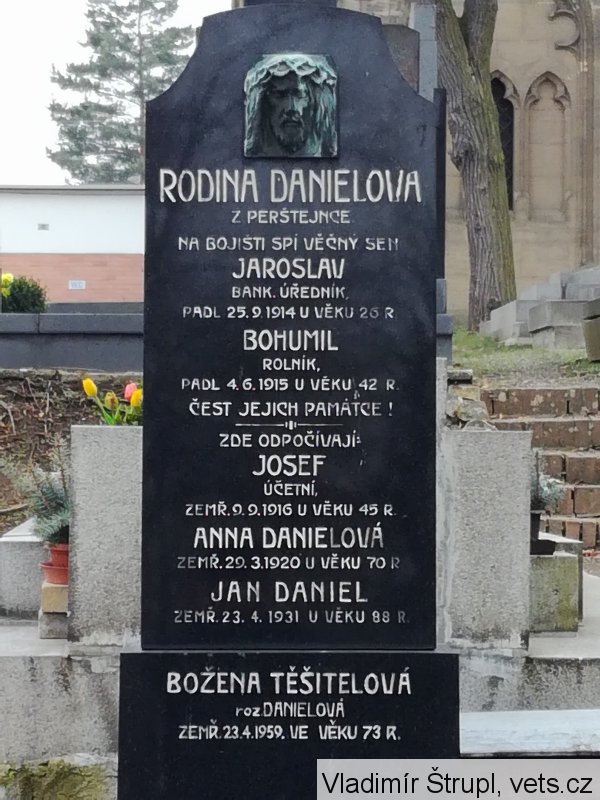 RODINA DANIELOVA
Z PERŠTEJNCE
NA BOJIŠTI SPÍ VĚČNÝ SEN
JAROSLAV
BANK. ÚŘEDNÍK,
PADL 25.9.1914 U VĚKU 26 R.
BOHUMIL
ROLNÍK,
PADL 4.6.1915 U VĚKU 42 R.
ČEST JEJICH PAMÁTCE!
ZDE ODPOČÍVAJÍ:
JOSEF
ÚČETNÍ,
ZEMŘ. 9.9.1916 U VĚKU 45 R.
ANNA DANIELOVÁ
ZEMŘ. 29.3.1920 U VĚKU 70 R
JAN DANIEL
ZEMŘ. 23.4.1931 U VĚKU 88 R.
BOŽENA TĚŠITELOVÁ
roz. DANIELOVÁ
ZEMŘ. 23.4.1959. VE VĚKU 73 R.
Vladimír Štrupl, vets.cz